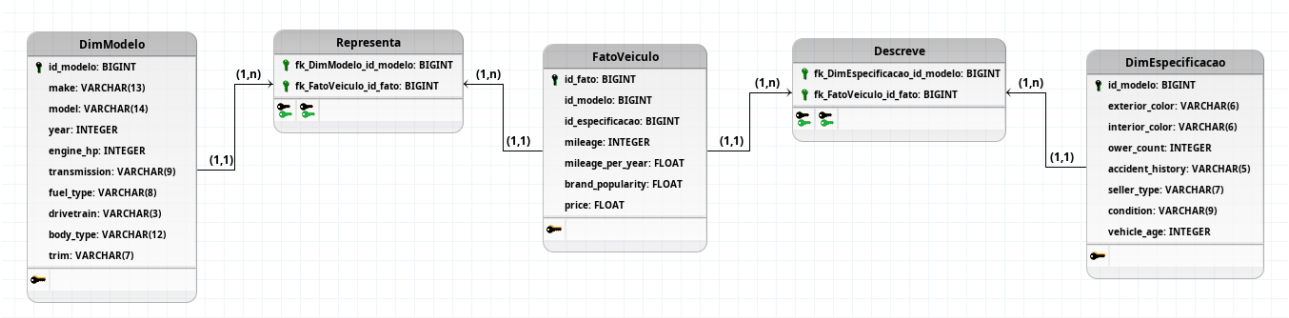 DimModelo
id_modelo: BIGINT
make: VARCHAR(13)
model: VARCHAR(14)
year: INTEGER
engine_hp: INTEGER
transmission: VARCHAR(9)
fuel_type: VARCHAR(8)
drivetrain: VARCHAR(3)
body_type: VARCHAR(12)
trim: VARCHAR(7)
(1,1)
(1,n)
Representa
fk_DimModelo_id_modelo: BIGINT
fk_FatoVeiculo_id_fato: BIGINT
(1,n)
(1,1)
FatoVeiculo
id_fato: BIGINT
id_modelo: BIGINT
id_especificacao: BIGINT
mileage: INTEGER
mileage_per_year: FLOAT
brand_popularity: FLOAT
price: FLOAT
(1,1)
(1,n)
Descreve
fk_DimEspecificacao_id_modelo: BIGINT
fk_FatoVeiculo_id_fato: BIGINT
(1,n)
(1,1)
DimEspecificacao
id_modelo: BIGINT
exterior_color: VARCHAR(6)
interior_color: VARCHAR(6)
ower_count: INTEGER
accident_history: VARCHAR(5)
seller_type: VARCHAR(7)
condition: VARCHAR(9)
vehicle_age: INTEGER